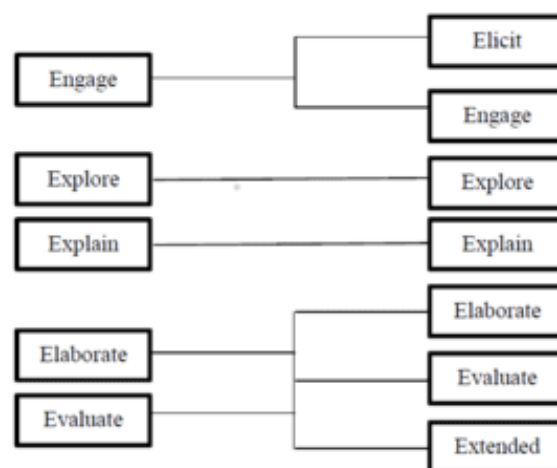 Elicit
Engage
Engage
Explore
Explore
Explain
Explain
Elaborate
Elaborate
Evaluate
Evaluate
Extended